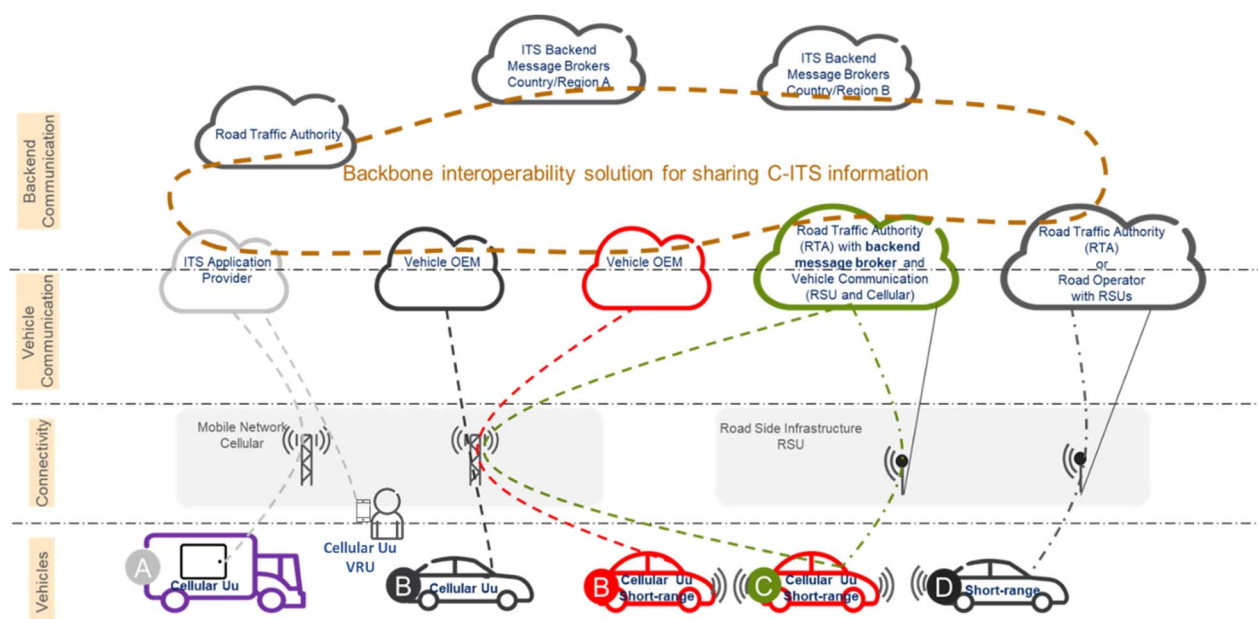 ITS Backend
Message Brokers
Country/Region A
ITS Backend
Message Brokers
Country/Region B
Road Traffic Authority
Backend
Communication
Backbone interoperability solution for sharing C-ITS information
ITS Application
Provider
Vehicle OEM
Vehicle OEM
Road Traffic Authority
(RTA) with backend
message broker and
Vehicle Communication
(RSU and Cellular)
Road Traffic Authority
(RTA)
or
Road Operator
with RSUs
Vehicle
Communication
Connectivity
Mobile Network
Cellular
Road Side Infrastructure
RSU
Cellular Uu
VRU
Vehicles
A
Cellular Uu
B
Cellular Uu
B
Cellular Uu
Short-range
C
Cellular Uu
Short-range
D
Short-range